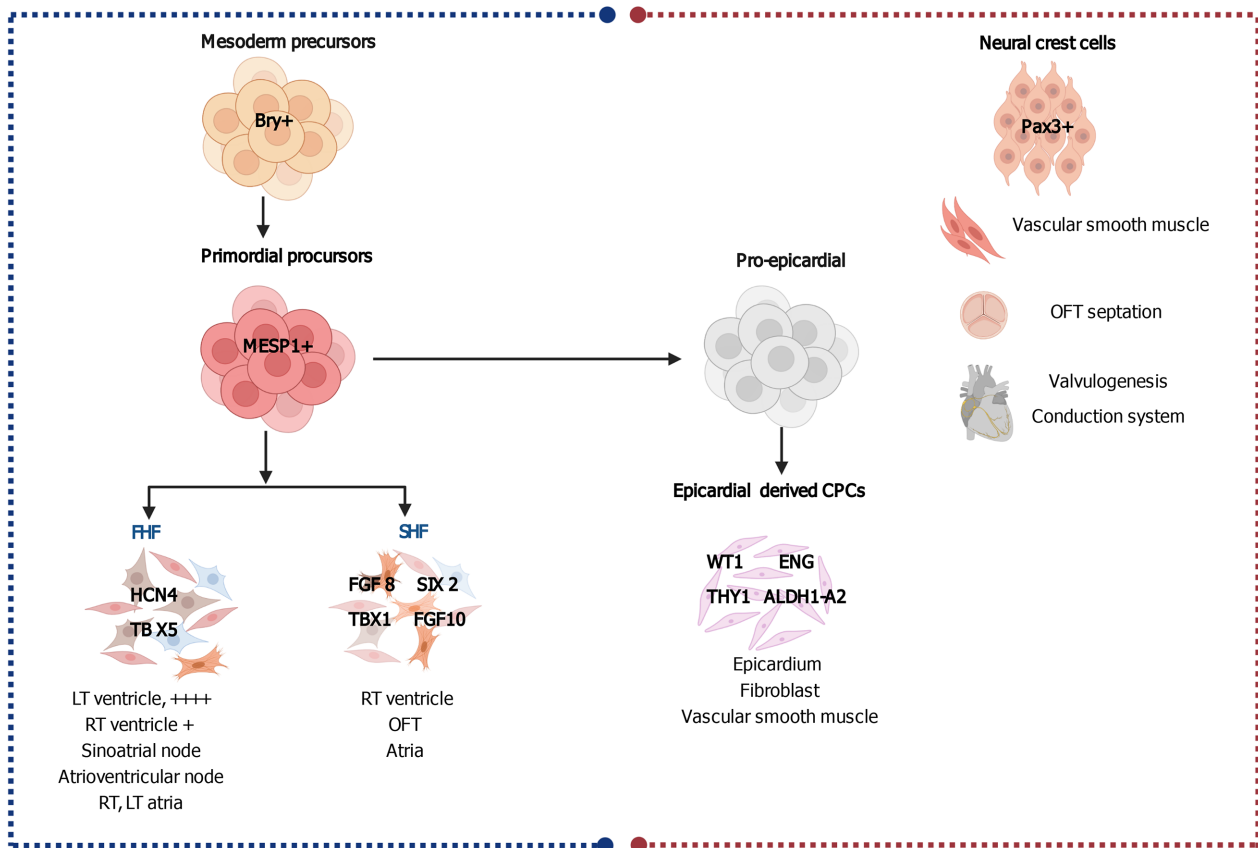 Mesoderm precursors
Bry+
Primordial procursors
MESP1+
FHF
HCN4
TB X5
LT ventricle, ++++
RT ventricle +
Sinoatrial node
Atrioventricular node
RT, LT atria
SHF
FGF 8 SIX 2
TBX1 FGF10
RT ventricle
OFT
Atria
Pro-epicardial
Epicardial derived CPCs
WT1 ENG
THY1 ALDH1-A2
Epicardium
Fibroblast
Vascular smooth muscle
Neural crest cells
Pax3+
Vascular smooth muscle
OFT septation
Valvulogenesis
Conduction system